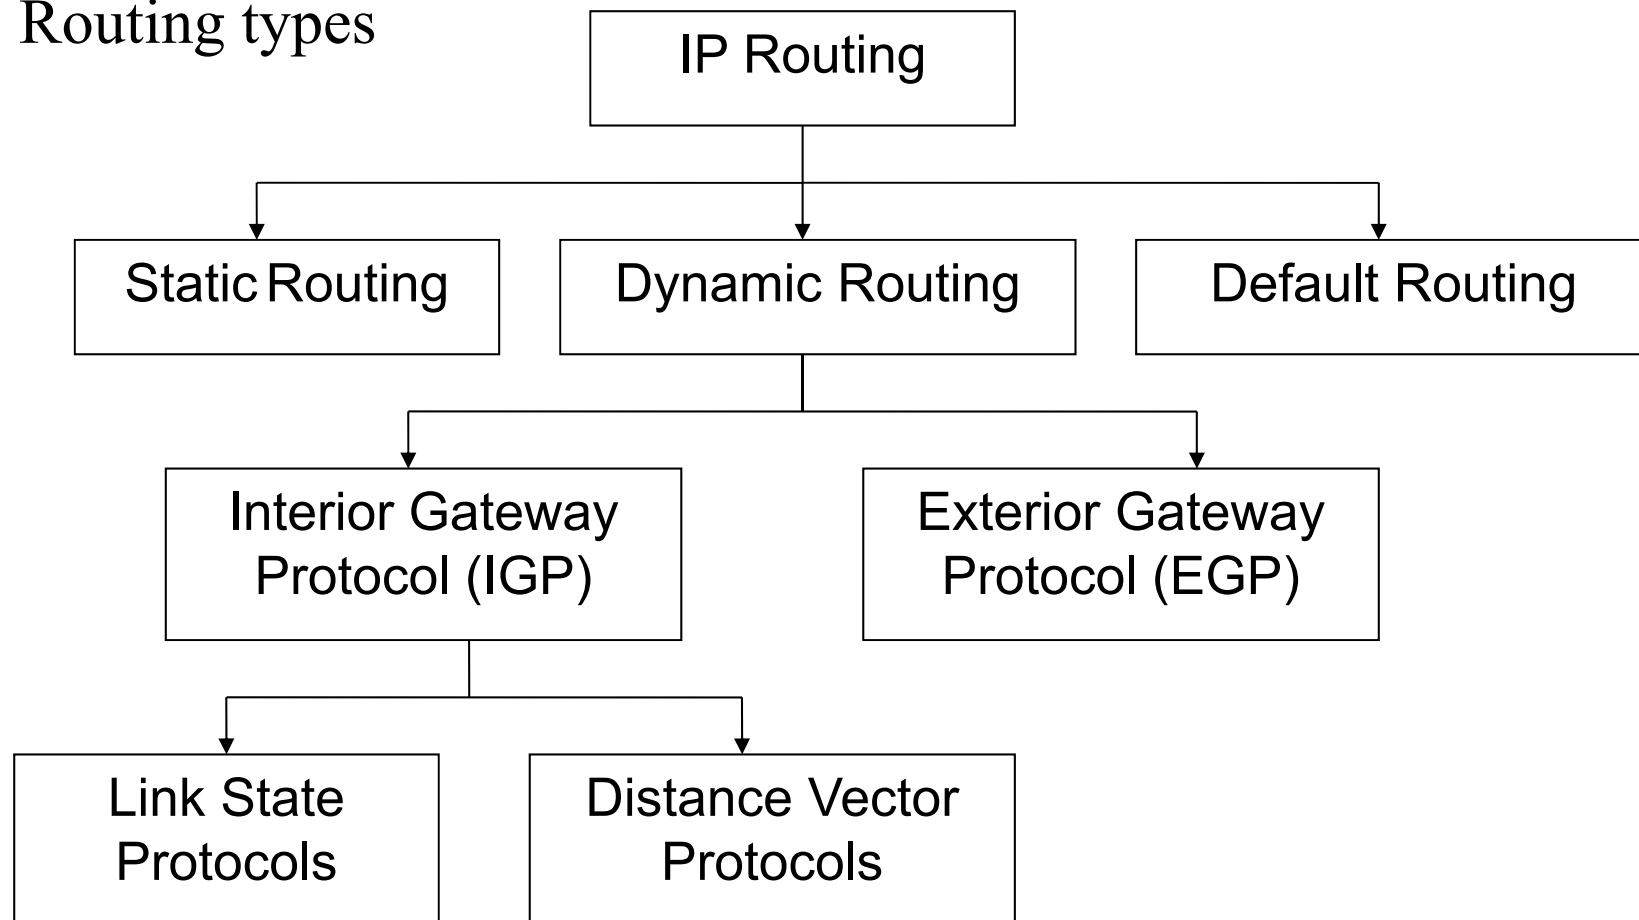 Routing types
IP Routing
Static Routing
Dynamic Routing
Default Routing
Interior Gateway
Protocol (IGP)
Exterior Gateway
Protocol (EGP)
Link State
Protocols
Distance Vector
Protocols